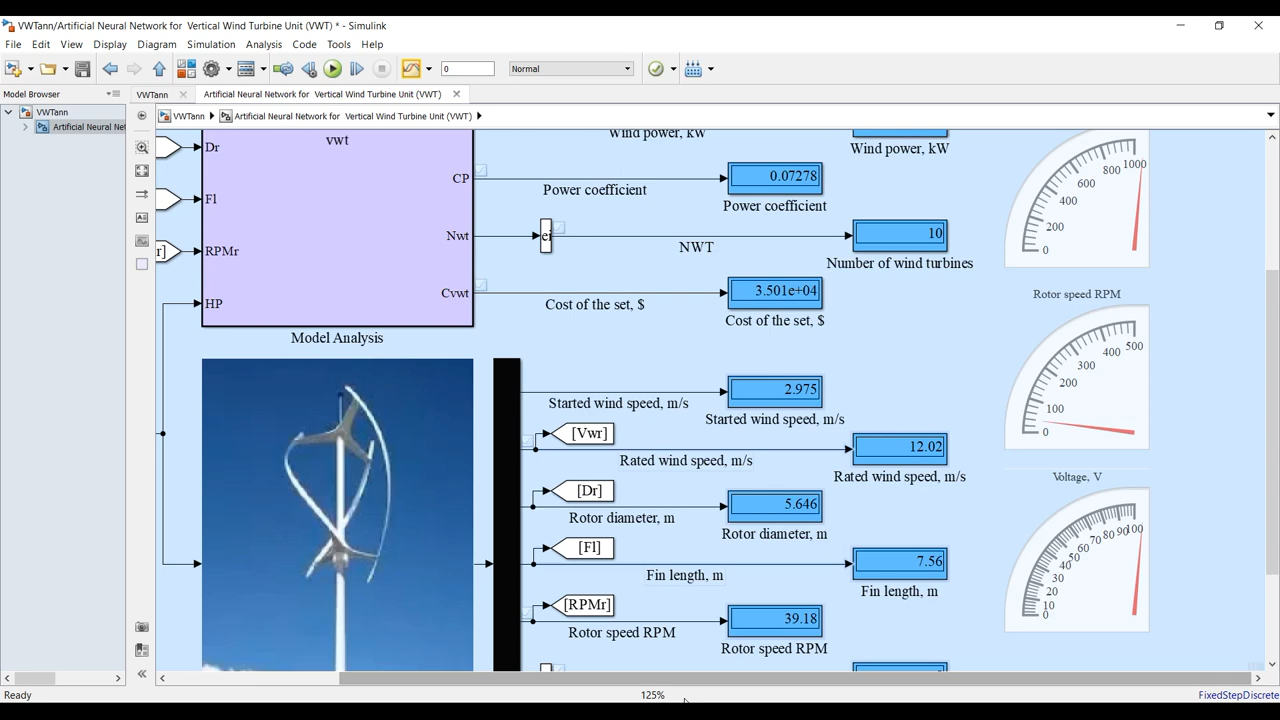 VWTann/Artificial Neural Network for  Vertical Wind Turbine Unit (VWT) * - Simulink
File Edit View Display Diagram Simulation Analysis Code Tools Help
0 Normal
Model Browser
VWTann
Artificial Neural Net
VWTann
Artificial Neural Network for  Vertical Wind Turbine Unit (VWT)
VWTann
Artificial Neural Network for  Vertical Wind Turbine Unit (VWT)
Dr
Fl
r] RPMr
HP
vwt
CP
Nwt
Cvwt
Model Analysis
Wind power, kW
Wind power, kW
Power coefficient
0.07278
Power coefficient
ei
NWT
10
Number of wind turbines
Cost of the set, $
3.501e+04
Cost of the set, $
Started wind speed, m/s
2.975
Started wind speed, m/s
[Vwr]
Rated wind speed, m/s
12.02
Rated wind speed, m/s
[Dr]
Rotor diameter, m
5.646
Rotor diameter, m
[Fl]
Fin length, m
7.56
Fin length, m
[RPMr]
Rotor speed RPM
39.18
Rotor speed RPM
0 200 400 600 800 1000
Rotor speed RPM
0 100 200 300 400 500
Voltage, V
0 10 20 30 40 50 60 70 80 90 100
Ready
125%
FixedStepDiscrete